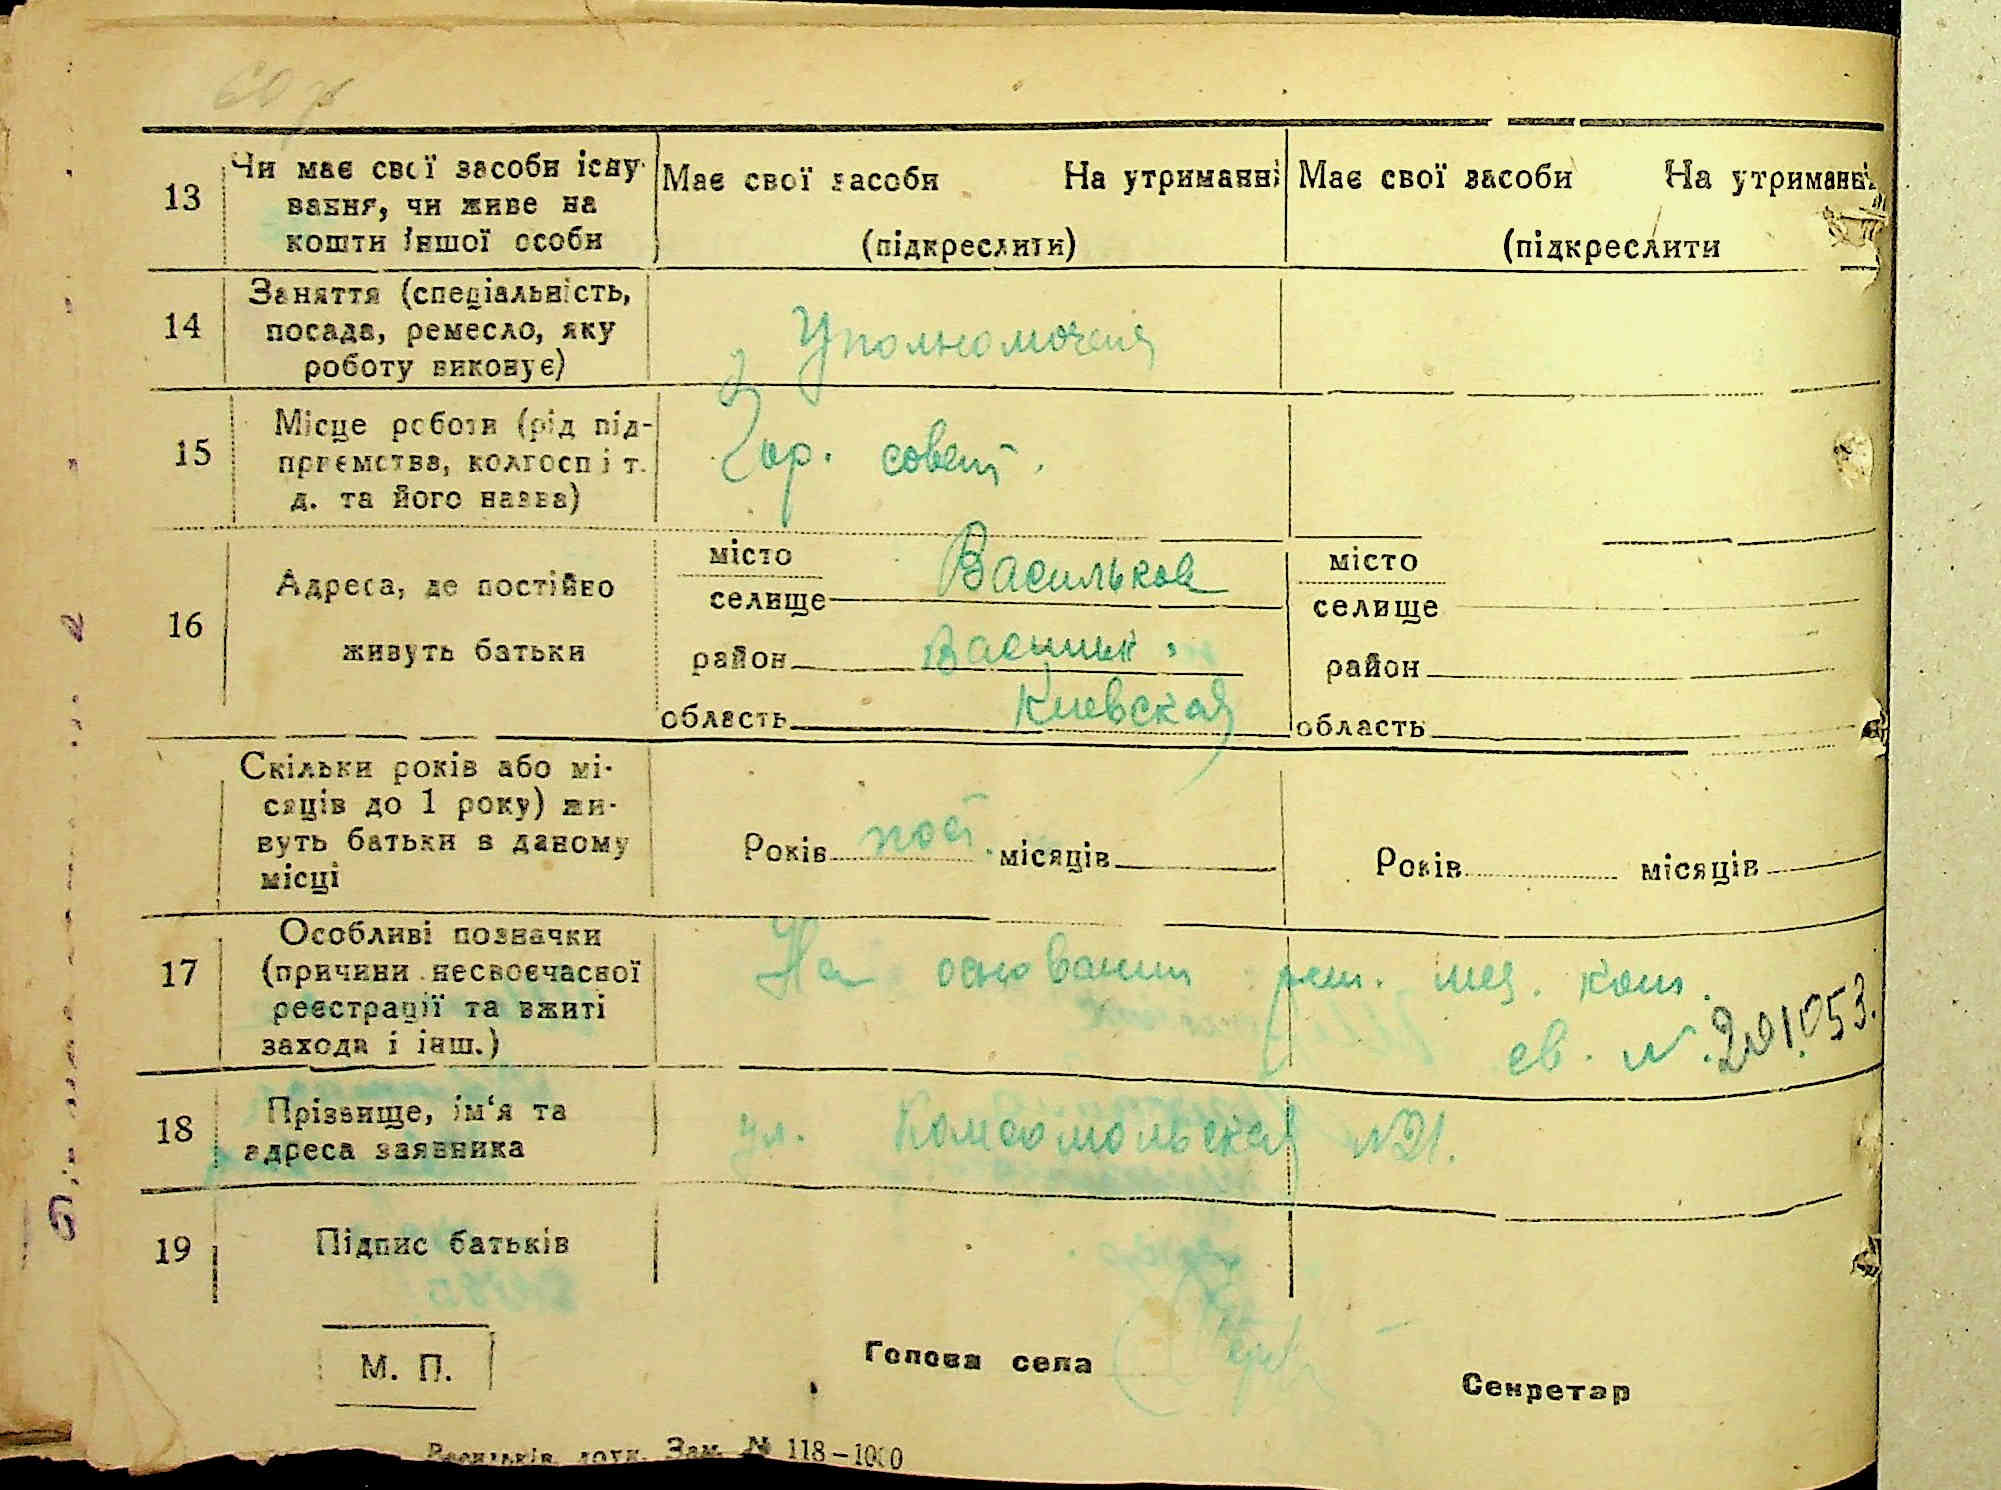 13 Чи має свої засоби існу-
вання, чи живе на
кошти іншої особи
Має свої засоби На утриманні
(підкреслити)
Має свої засоби На утриманні
(підкреслити
14 Заняття (спеціальність,
посада, ремесло, яку
роботу виконує)
Уполномоченя
15 Місце роботи (рід під-
приємства, колгосп і т.
д. та його назва)
Гор. совет.
16 Адреса, де постійно
живуть батьки
місто
селище Васильков
район Васильк.
область Киевская
місто
селище
район
область
Скільки років або мі-
сяців до 1 року) жи-
вуть батьки в даному
місці
Років пост. місяців
Років місяців
17 Особливі позначки
(причини несвоєчасної
реєстрації та вжиті
заходи і інш.)
На основании реш. мед. ком.
св. №. 201053.
18 Прізвище, ім'я та
адреса заявника
ул. Комсомольская №21.
19 Підпис батьків
М. П.
Голова села
Секретар
Васильків. Зам. № 118-1000